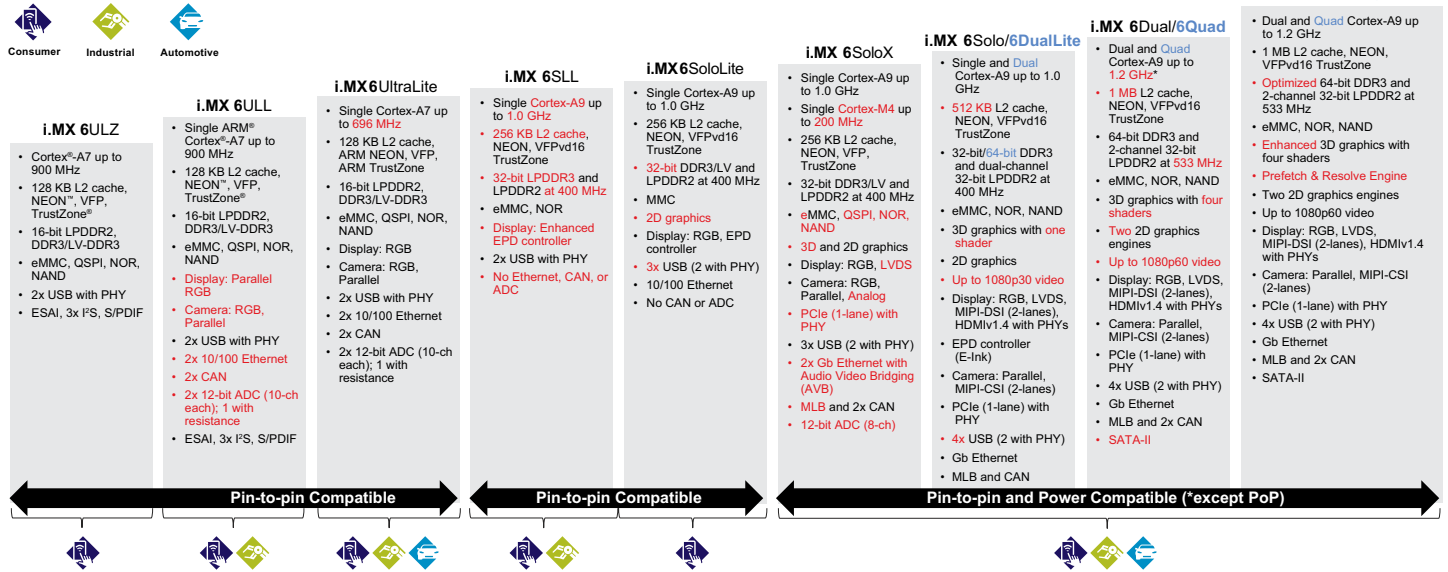 Consumer
Industrial
Automotive
i.MX 6ULZ
• Cortex®-A7 up to
900 MHz
• 128 KB L2 cache,
NEON™, VFP,
TrustZone®
• 16-bit LPDDR2,
DDR3/LV-DDR3
• eMMC, QSPI, NOR,
NAND
• 2x USB with PHY
• ESAI, 3x I²S, S/PDIF
i.MX 6ULL
• Single ARM®
Cortex®-A7 up to
900 MHz
• 128 KB L2 cache,
NEON™, VFP,
TrustZone®
• 16-bit LPDDR2,
DDR3/LV-DDR3
• eMMC, QSPI, NOR,
NAND
• Display: Parallel
RGB
• Camera: RGB,
Parallel
• 2x USB with PHY
• 2x 10/100 Ethernet
• 2x CAN
• 2x 12-bit ADC (10-ch
each); 1 with
resistance
• ESAI, 3x I²S, S/PDIF
i.MX6UltraLite
• Single Cortex-A7 up
to 696 MHz
• 128 KB L2 cache,
ARM NEON, VFP,
ARM TrustZone
• 16-bit LPDDR2,
DDR3/LV-DDR3
• eMMC, QSPI, NOR,
NAND
• Display: RGB
• Camera: RGB,
Parallel
• 2x USB with PHY
• 2x 10/100 Ethernet
• 2x CAN
• 2x 12-bit ADC (10-ch
each); 1 with
resistance
i.MX 6SLL
• Single Cortex-A9 up
to 1.0 GHz
• 256 KB L2 cache,
NEON, VFPvd16
TrustZone
• 32-bit LPDDR3 and
LPDDR2 at 400 MHz
• eMMC, NOR
• Display: Enhanced
EPD controller
• 2x USB with PHY
• No Ethernet, CAN, or
ADC
i.MX6SoloLite
• Single Cortex-A9 up
to 1.0 GHz
• 256 KB L2 cache,
NEON, VFPvd16
TrustZone
• 32-bit DDR3/LV and
LPDDR2 at 400 MHz
• MMC
• 2D graphics
• Display: RGB, EPD
controller
• 3x USB (2 with PHY)
• 10/100 Ethernet
• No CAN or ADC
i.MX 6SoloX
• Single Cortex-A9 up
to 1.0 GHz
• Single Cortex-M4 up
to 200 MHz
• 256 KB L2 cache,
NEON, VFP,
TrustZone
• 32-bit DDR3/LV and
LPDDR2 at 400 MHz
• eMMC, QSPI, NOR,
NAND
• 3D and 2D graphics
• Display: RGB, LVDS
• Camera: RGB,
Parallel, Analog
• PCIe (1-lane) with
PHY
• 3x USB (2 with PHY)
• 2x Gb Ethernet with
Audio Video Bridging
(AVB)
• MLB and 2x CAN
• 12-bit ADC (8-ch)
i.MX 6Solo/6DualLite
• Single and Dual
Cortex-A9 up to 1.0
GHz
• 512 KB L2 cache,
NEON, VFPvd16
TrustZone
• 32-bit/64-bit DDR3
and dual-channel
32-bit LPDDR2 at
400 MHz
• eMMC, NOR, NAND
• 3D graphics with one
shader
• 2D graphics
• Up to 1080p30 video
• Display: RGB, LVDS,
MIPI-DSI (2-lanes),
HDMIv1.4 with PHYs
• EPD controller
(E-Ink)
• Camera: Parallel,
MIPI-CSI (2-lanes)
• PCIe (1-lane) with
PHY
• 4x USB (2 with PHY)
• Gb Ethernet
• MLB and CAN
i.MX 6Dual/6Quad
• Dual and Quad
Cortex-A9 up to
1.2 GHz*
• 1 MB L2 cache,
NEON, VFPvd16
TrustZone
• 64-bit DDR3 and
2-channel 32-bit
LPDDR2 at 533 MHz
• eMMC, NOR, NAND
• 3D graphics with four
shaders
• Two 2D graphics
engines
• Up to 1080p60 video
• Display: RGB, LVDS,
MIPI-DSI (2-lanes),
HDMIv1.4 with PHYs
• Camera: Parallel,
MIPI-CSI (2-lanes)
• PCIe (1-lane) with
PHY
• 4x USB (2 with PHY)
• Gb Ethernet
• MLB and 2x CAN
• SATA-II
• Dual and Quad Cortex-A9 up
to 1.2 GHz
• 1 MB L2 cache, NEON,
VFPvd16 TrustZone
• Optimized 64-bit DDR3 and
2-channel 32-bit LPDDR2 at
533 MHz
• eMMC, NOR, NAND
• Enhanced 3D graphics with
four shaders
• Prefetch & Resolve Engine
• Two 2D graphics engines
• Up to 1080p60 video
• Display: RGB, LVDS,
MIPI-DSI (2-lanes), HDMIv1.4
with PHYs
• Camera: Parallel, MIPI-CSI
(2-lanes)
• PCIe (1-lane) with PHY
• 4x USB (2 with PHY)
• Gb Ethernet
• MLB and 2x CAN
• SATA-II
Pin-to-pin Compatible
Pin-to-pin Compatible
Pin-to-pin and Power Compatible (*except PoP)